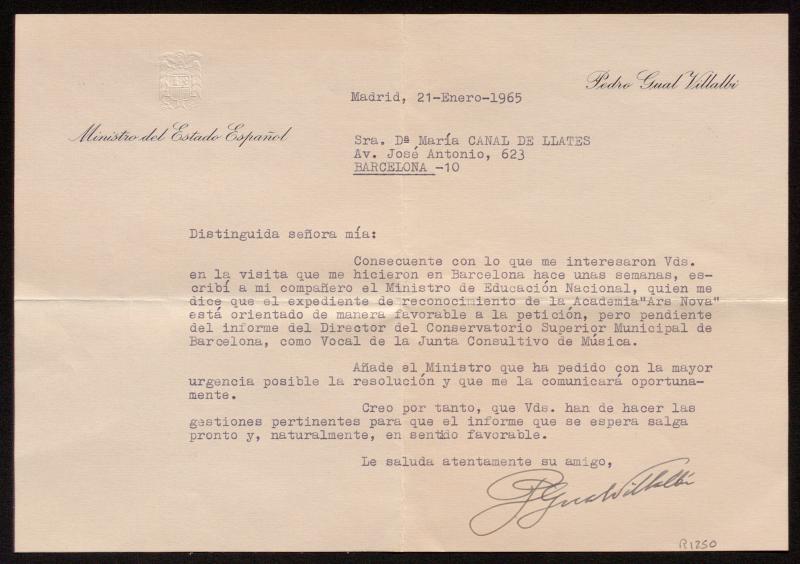 Pedro Gual Villalbi
Ministro del Estado Español
Madrid, 21-Enero-1965
Sra. Dª María CANAL DE LLATES
Av. José Antonio, 623
BARCELONA -10
Distinguida señora mía:
Consecuente con lo que me interesaron Vds.
en la visita que me hicieron en Barcelona hace unas semanas, es-
cribí a mi compañero el Ministro de Educación Nacional, quien me
dice que el expediente de reconocimiento de la Academia"Ars Nova"
está orientado de manera favorable a la petición, pero pendiente
del informe del Director del Conservatorio Superior Municipal de
Barcelona, como Vocal de la Junta Consultivo de Música.
Añade el Ministro que ha pedido con la mayor
urgencia posible la resolución y que me la comunicará oportuna-
mente.
Creo por tanto, que Vds. han de hacer las
gestiones pertinentes para que el informe que se espera salga
pronto y, naturalmente, en sentido favorable.
Le saluda atentamente su amigo,
PGualVillalbi
R1250